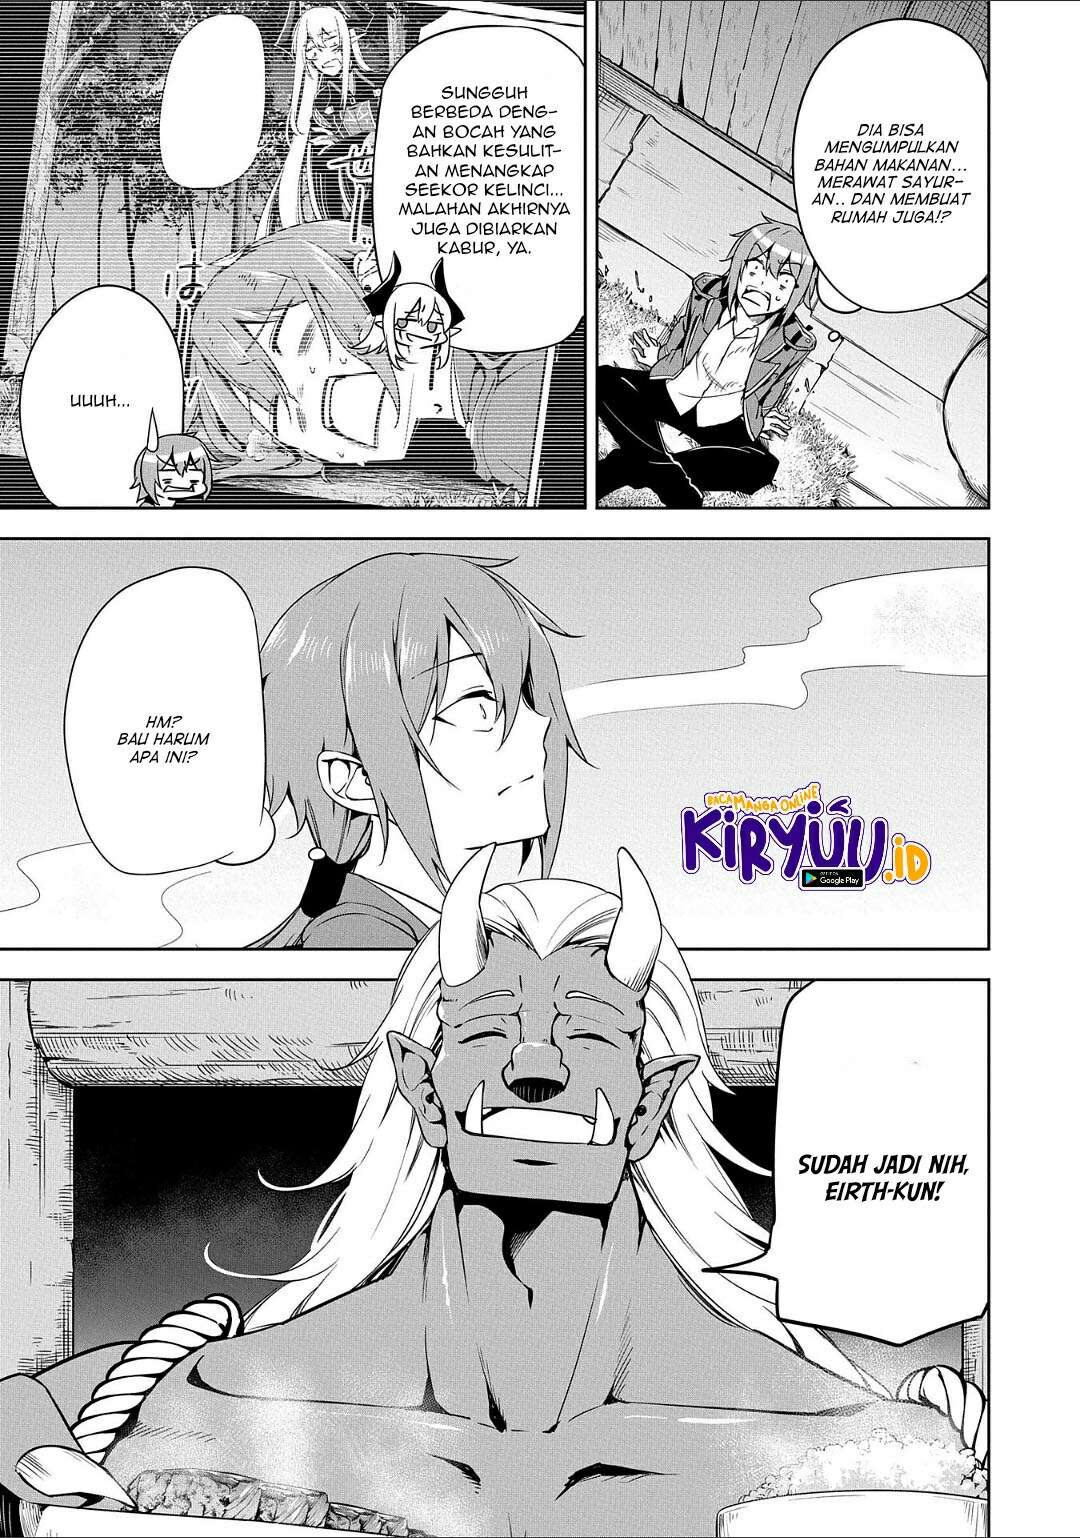 DIA BISA
MENGUMPULKAN
BAHAN MAKANAN...
MERAWAT SAYUR-
AN.. DAN MEMBUAT
RUMAH JUGA!?
SUNGGUH
BERBEDA DENG-
AN BOCAH YANG
BAHKAN KESULIT-
AN MENANGKAP
SEEKOR KELINCI...
MALAHAN AKHIRNYA
JUGA DIBIARKAN
KABUR, YA.
UUUH...
HM?
BAU HARUM
APA INI?
BACA MANGA ONLINE
KIRYUU.ID
Google Play
SUDAH JADI NIH,
EIRTH-KUN!